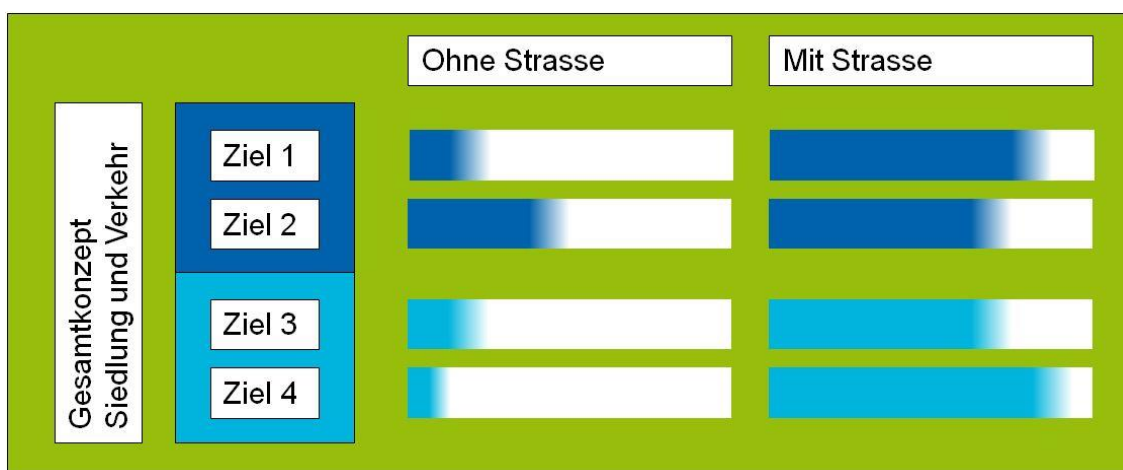 Ohne Strasse
Mit Strasse
Gesamtkonzept
Siedlung und Verkehr
Ziel 1
Ziel 2
Ziel 3
Ziel 4